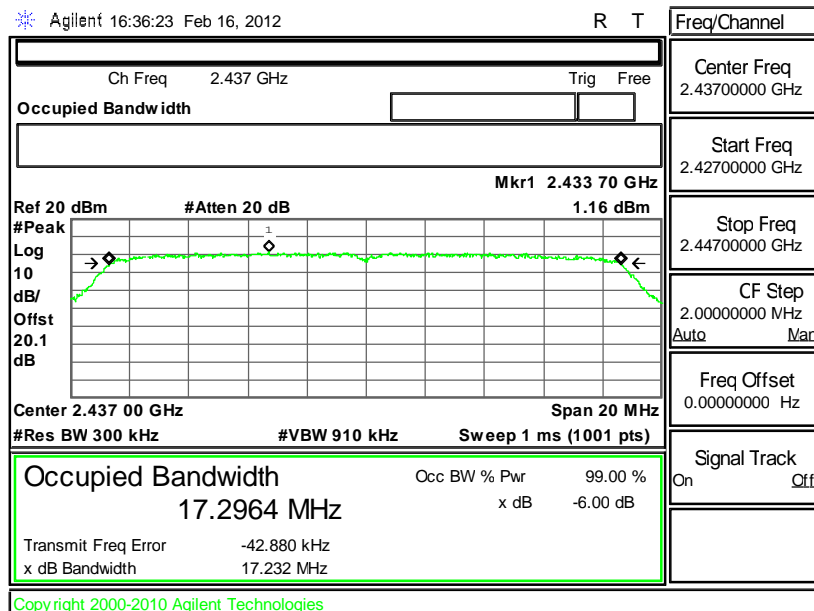 Agilent 16:36:23 Feb 16, 2012 R T
Ch Freq 2.437 GHz Trig Free
Occupied Bandwidth
Mkr1 2.433 70 GHz
Ref 20 dBm #Atten 20 dB 1.16 dBm
#Peak
Log
10
dB/
Offst
20.1
dB
1
Center 2.437 00 GHz Span 20 MHz
#Res BW 300 kHz #VBW 910 kHz Sweep 1 ms (1001 pts)
Occupied Bandwidth
17.2964 MHz
Occ BW % Pwr 99.00 %
x dB -6.00 dB
Transmit Freq Error -42.880 kHz
x dB Bandwidth 17.232 MHz
Copyright 2000-2010 Agilent Technologies
Freq/Channel
Center Freq
2.43700000 GHz
Start Freq
2.42700000 GHz
Stop Freq
2.44700000 GHz
CF Step
2.00000000 MHz
Auto Man
Freq Offset
0.00000000 Hz
Signal Track
On Off